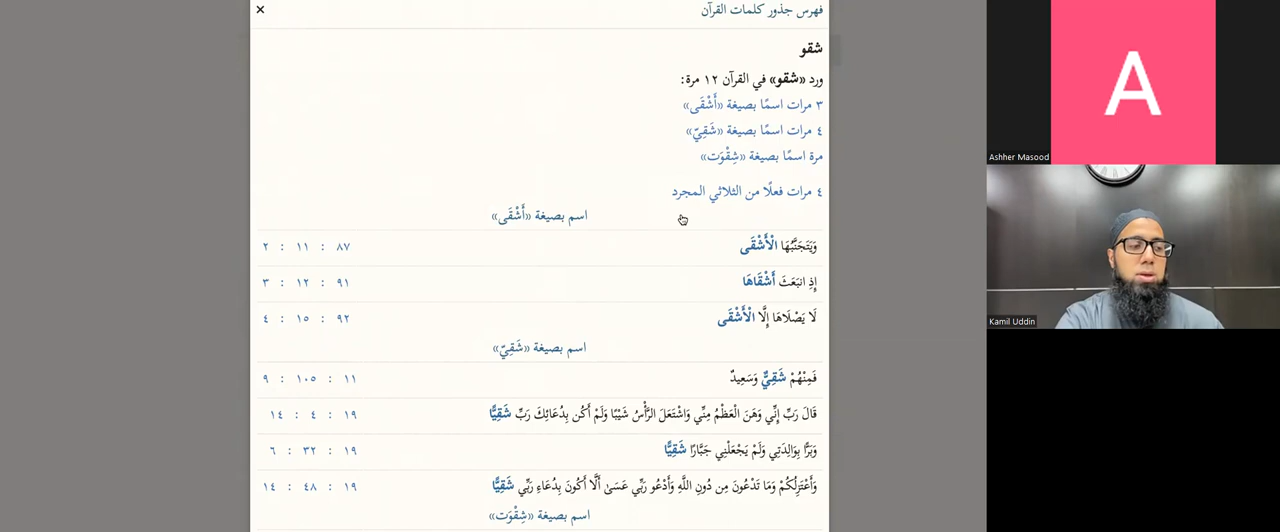 فهرس جذور كلمات القرآن
×
شقو
ورد «شقو» في القرآن ١٢ مرة:
٣ مرات اسمًا بصيغة «أَشْقَى»
٤ مرات اسمًا بصيغة «شَقِيّ»
مرة اسمًا بصيغة «شِقْوَت»
٤ مرات فعلًا من الثلاثي المجرد
اسم بصيغة «أَشْقَى»
وَيَتَجَنَّبُهَا الْأَشْقَى ٨٧ : ١١ : ٢
إِذِ انبَعَثَ أَشْقَاهَا ٩١ : ١٢ : ٣
لَا يَصْلَاهَا إِلَّا الْأَشْقَى ٩٢ : ١٥ : ٤
اسم بصيغة «شَقِيّ»
فَمِنْهُمْ شَقِيٌّ وَسَعِيدٌ ١١ : ١٠٥ : ٩
قَالَ رَبِّ إِنِّي وَهَنَ الْعَظْمُ مِنِّي وَاشْتَعَلَ الرَّأْسُ شَيْبًا وَلَمْ أَكُن بِدُعَائِكَ رَبِّ شَقِيًّا ١٩ : ٤ : ١٤
وَبَرًّا بِوَالِدَتِي وَلَمْ يَجْعَلْنِي جَبَّارًا شَقِيًّا ١٩ : ٣٢ : ٦
وَأَعْتَزِلُكُمْ وَمَا تَدْعُونَ مِن دُونِ اللَّهِ وَأَدْعُو رَبِّي عَسَىٰ أَلَّا أَكُونَ بِدُعَاءِ رَبِّي شَقِيًّا ١٩ : ٤٨ : ١٤
اسم بصيغة «شِقْوَت»
A
Ashher Masood
Kamil Uddin